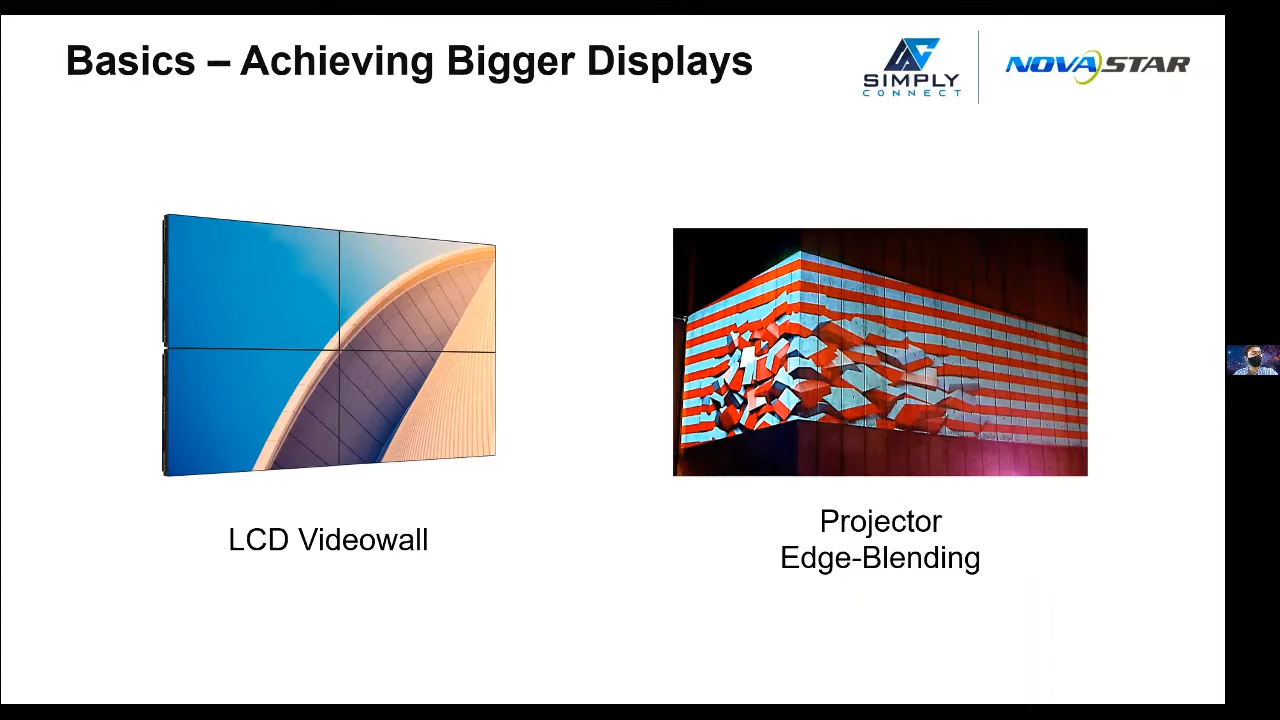 Basics – Achieving Bigger Displays
SIMPLY
CONNECT
NOVASTAR
LCD Videowall
Projector
Edge-Blending